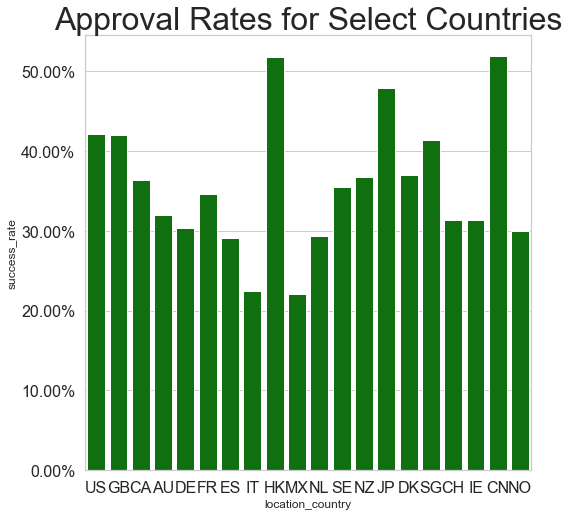 Approval Rates for Select Countries
50.00%
40.00%
30.00%
20.00%
10.00%
0.00%
success_rate
US GB CA AU DE FR ES IT HK MX NL SE NZ JP DK SG CH IE CN NO
location_country